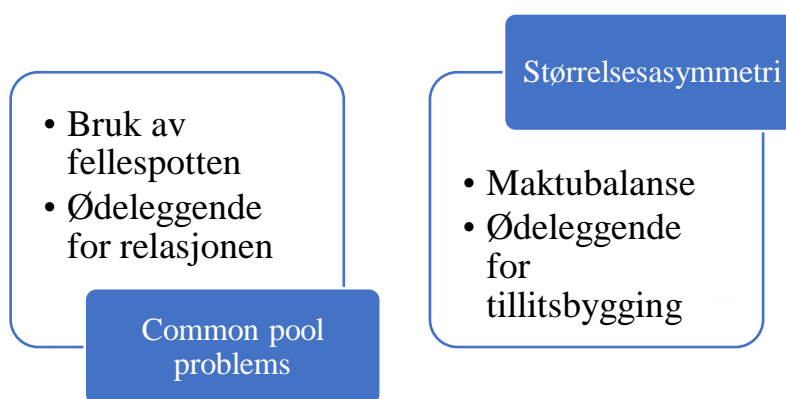 • Bruk av
fellespotten
• Ødeleggende
for relasjonen
Common pool
problems
Størrelsesasymmetri
• Maktubalanse
• Ødeleggende
for
tillitsbygging